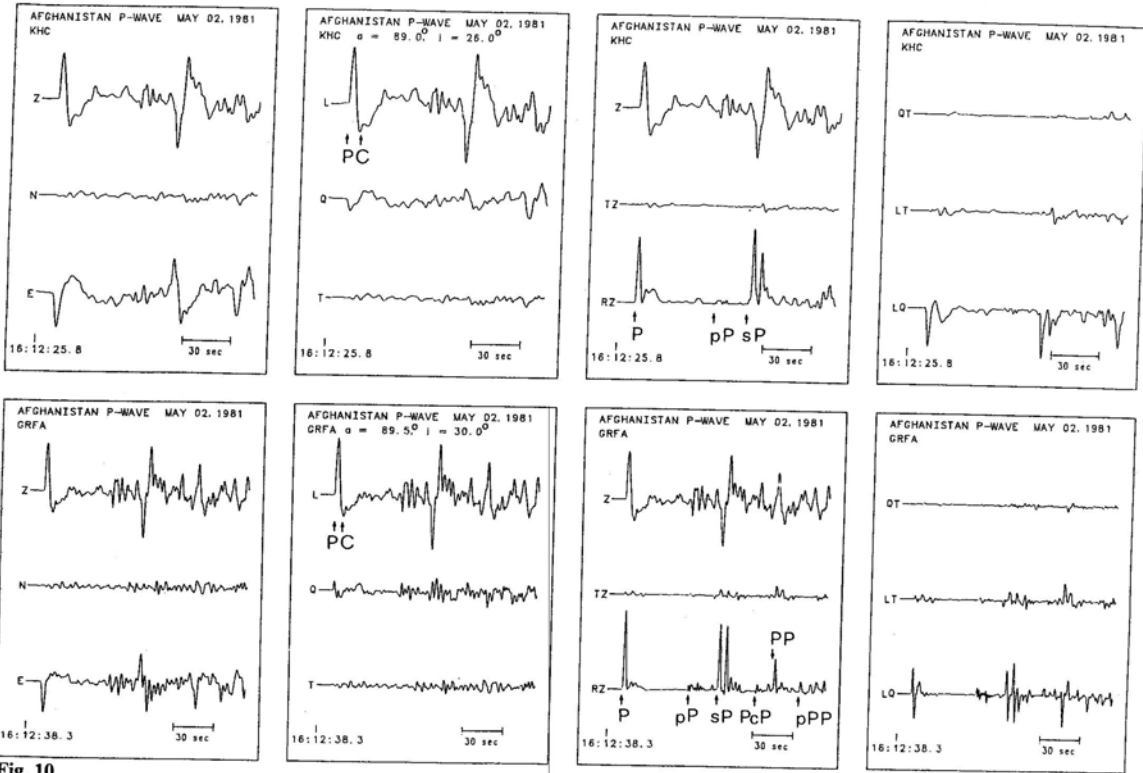 AFGHANISTAN P-WAVE MAY 02, 1981
KHC
Z
N
E
16:12:25.8
30 sec
AFGHANISTAN P-WAVE MAY 02, 1981
KHC a = 89.0° i = 26.0°
L
PC
Q
T
16:12:25.8
30 sec
AFGHANISTAN P-WAVE MAY 02, 1981
KHC
Z
TZ
RZ
P pP sP
16:12:25.8
30 sec
AFGHANISTAN P-WAVE MAY 02, 1981
KHC
QT
LT
LQ
16:12:25.8
30 sec
AFGHANISTAN P-WAVE MAY 02, 1981
GRFA
Z
N
E
16:12:38.3
30 sec
AFGHANISTAN P-WAVE MAY 02, 1981
GRFA a = 89.5° i = 30.0°
L
PC
Q
T
16:12:38.3
30 sec
AFGHANISTAN P-WAVE MAY 02, 1981
GRFA
Z
TZ
PP
RZ
P pP sP PcP pPP
16:12:38.3
30 sec
AFGHANISTAN P-WAVE MAY 02, 1981
GRFA
QT
LT
LQ
16:12:38.3
30 sec
Fig. 10